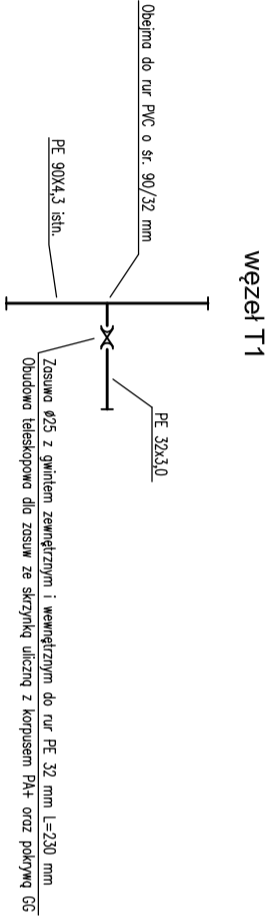 węzeł T1
Obejma do rur PVC o śr. 90/32 mm
PE 90X4,3 istn.
PE 32x3,0
Zasuwa ø25 z gwintem zewnętrznym i wewnętrznym do rur PE 32 mm L=230 mm
Obudowa teleskopowa dla zasuw ze skrzynką uliczną z korpusem PA+ oraz pokrywą GG